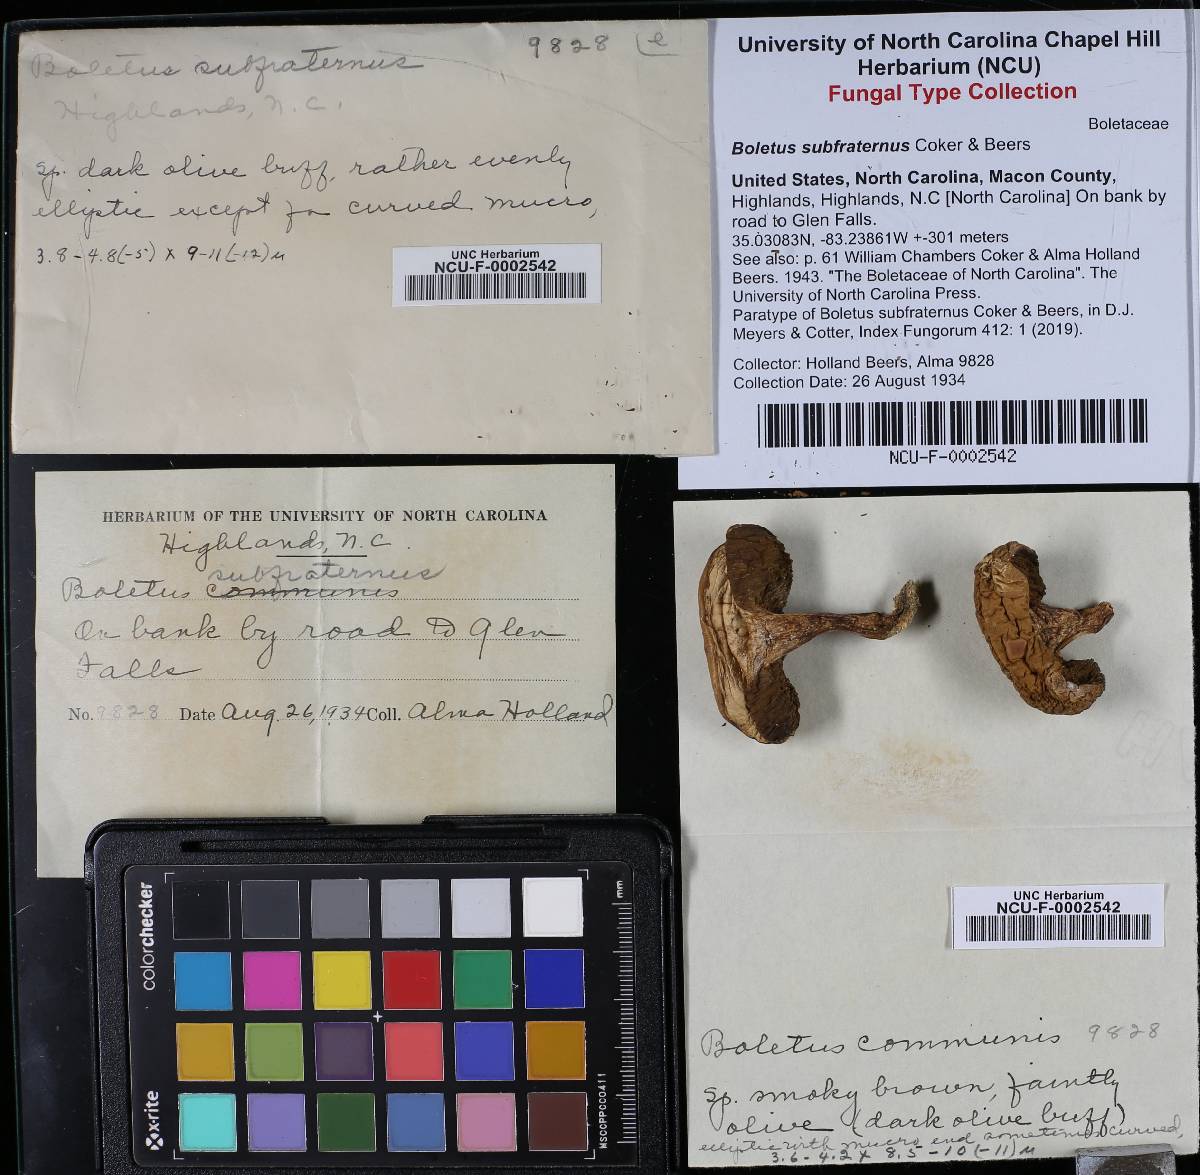 9828 (e
Boletus subfraternus
Highlands, N.C.
Sp. dark olive buff, rather evenly
elliptic except for curved mucro,
3.8-4.8(-5) x 9-11(-12)µ
UNC Herbarium
NCU-F-0002542
University of North Carolina Chapel Hill
Herbarium (NCU)
Fungal Type Collection
Boletaceae
Boletus subfraternus Coker & Beers
United States, North Carolina, Macon County,
Highlands, Highlands, N.C [North Carolina] On bank by
road to Glen Falls.
35.03083N, -83.23861W +-301 meters
See also: p. 61 William Chambers Coker & Alma Holland
Beers. 1943. "The Boletaceae of North Carolina". The
University of North Carolina Press.
Paratype of Boletus subfraternus Coker & Beers, in D.J.
Meyers & Cotter, Index Fungorum 412: 1 (2019).
Collector: Holland Beers, Alma 9828
Collection Date: 26 August 1934
NCU-F-0002542
HERBARIUM OF THE UNIVERSITY OF NORTH CAROLINA
Highlands, N.C.
subfraternus
Boletus communis
On bank by road to Glen
Falls
No. 9828 Date Aug. 26, 1934 Coll. Alma Holland
UNC Herbarium
NCU-F-0002542
Boletus communis 9828
Sp. smoky brown, faintly
olive (dark olive buff)
elliptic with mucro end sometimes curved,
3.6-4.2 x 8.5-10(-11)µ
colorchecker
x-rite
mm
MSCCPPCC0411